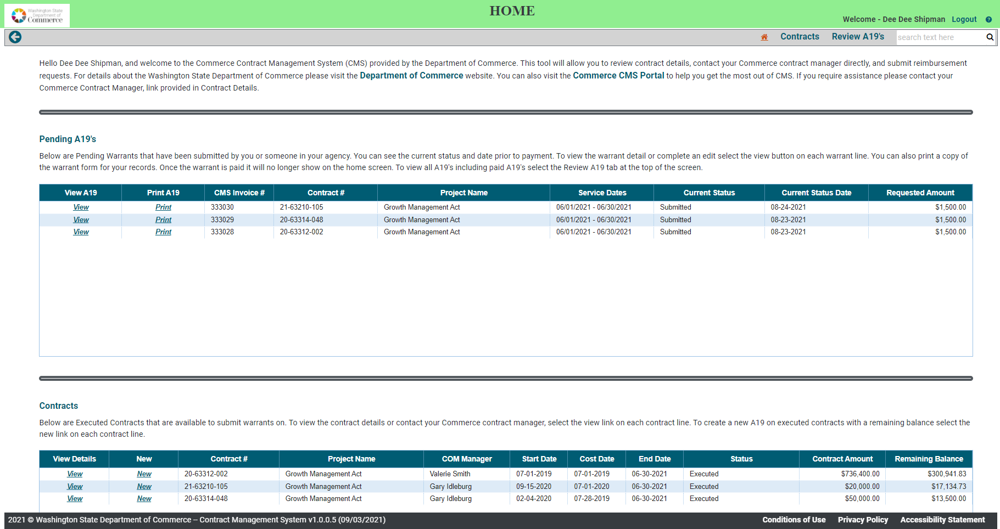 Washington State
Department of
Commerce
HOME
Welcome - Dee Dee Shipman Logout ?
Contracts Review A19's search text here
Hello Dee Dee Shipman, and welcome to the Commerce Contract Management System (CMS) provided by the Department of Commerce. This tool will allow you to review contract details, contact your Commerce contract manager directly, and submit reimbursement
requests. For details about the Washington State Department of Commerce please visit the Department of Commerce website. You can also visit the Commerce CMS Portal to help you get the most out of CMS. If you require assistance please contact your
Commerce Contract Manager, link provided in Contract Details.
Pending A19's
Below are Pending Warrants that have been submitted by you or someone in your agency. You can see the current status and date prior to payment. To view the warrant detail or complete an edit select the view button on each warrant line. You can also print a copy of
the warrant form for your records. Once the warrant is paid it will no longer show on the home screen. To view all A19's including paid A19's select the Review A19 tab at the top of the screen.
View A19 Print A19 CMS Invoice # Contract # Project Name Service Dates Current Status Current Status Date Requested Amount
View Print 333030 21-63210-105 Growth Management Act 06/01/2021 - 06/30/2021 Submitted 08-24-2021 $1,500.00
View Print 333029 20-63314-048 Growth Management Act 06/01/2021 - 06/30/2021 Submitted 08-23-2021 $1,500.00
View Print 333028 20-63312-002 Growth Management Act 06/01/2021 - 06/30/2021 Submitted 08-23-2021 $1,500.00
Contracts
Below are Executed Contracts that are available to submit warrants on. To view the contract details or contact your Commerce contract manager, select the view link on each contract line. To create a new A19 on executed contracts with a remaining balance select the
new link on each contract line.
View Details New Contract # Project Name COM Manager Start Date Cost Date End Date Status Contract Amount Remaining Balance
View New 20-63312-002 Growth Management Act Valerie Smith 07-01-2019 07-01-2019 06-30-2021 Executed $736,400.00 $300,941.83
View New 21-63210-105 Growth Management Act Gary Idleburg 09-15-2020 07-01-2020 06-30-2021 Executed $20,000.00 $17,134.73
View New 20-63314-048 Growth Management Act Gary Idleburg 02-04-2020 07-28-2019 06-30-2021 Executed $50,000.00 $13,500.00
2021 © Washington State Department of Commerce – Contract Management System v1.0.0.5 (09/03/2021) Conditions of Use Privacy Policy Accessibility Statement